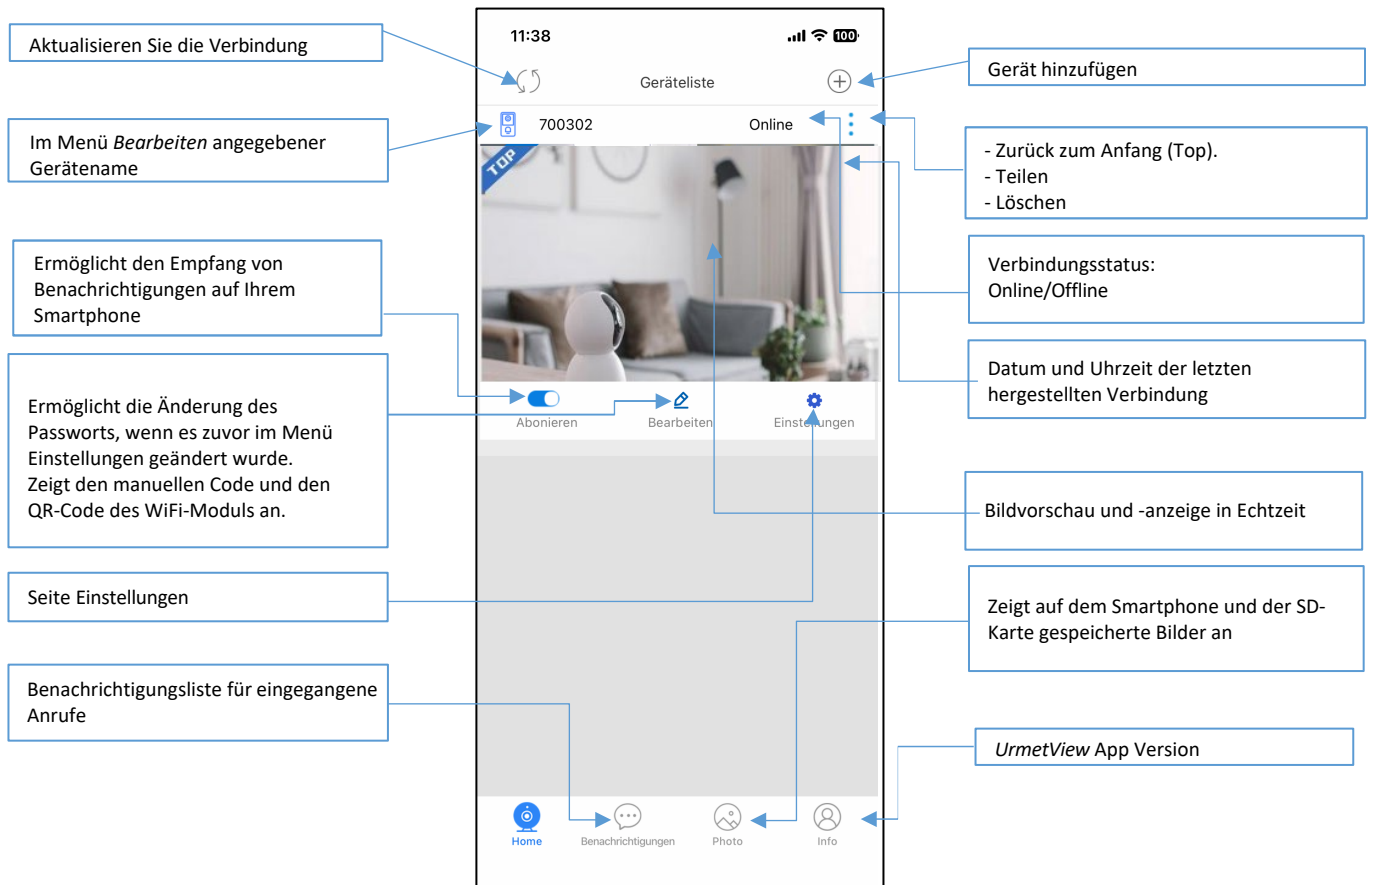 Aktualisieren Sie die Verbindung
Im Menü Bearbeiten angegebener
Gerätename
Ermöglicht den Empfang von
Benachrichtigungen auf Ihrem
Smartphone
Ermöglicht die Änderung des
Passworts, wenn es zuvor im Menü
Einstellungen geändert wurde.
Zeigt den manuellen Code und den
QR-Code des WiFi-Moduls an.
Seite Einstellungen
Benachrichtigungsliste für eingegangene
Anrufe
11:38
100
Geräteliste
700302
Online
TOP
Abonieren
Bearbeiten
Einstellungen
Home
Benachrichtigungen
Photo
Info
Gerät hinzufügen
- Zurück zum Anfang (Top).
- Teilen
- Löschen
Verbindungsstatus:
Online/Offline
Datum und Uhrzeit der letzten
hergestellten Verbindung
Bildvorschau und -anzeige in Echtzeit
Zeigt auf dem Smartphone und der SD-
Karte gespeicherte Bilder an
UrmetView App Version